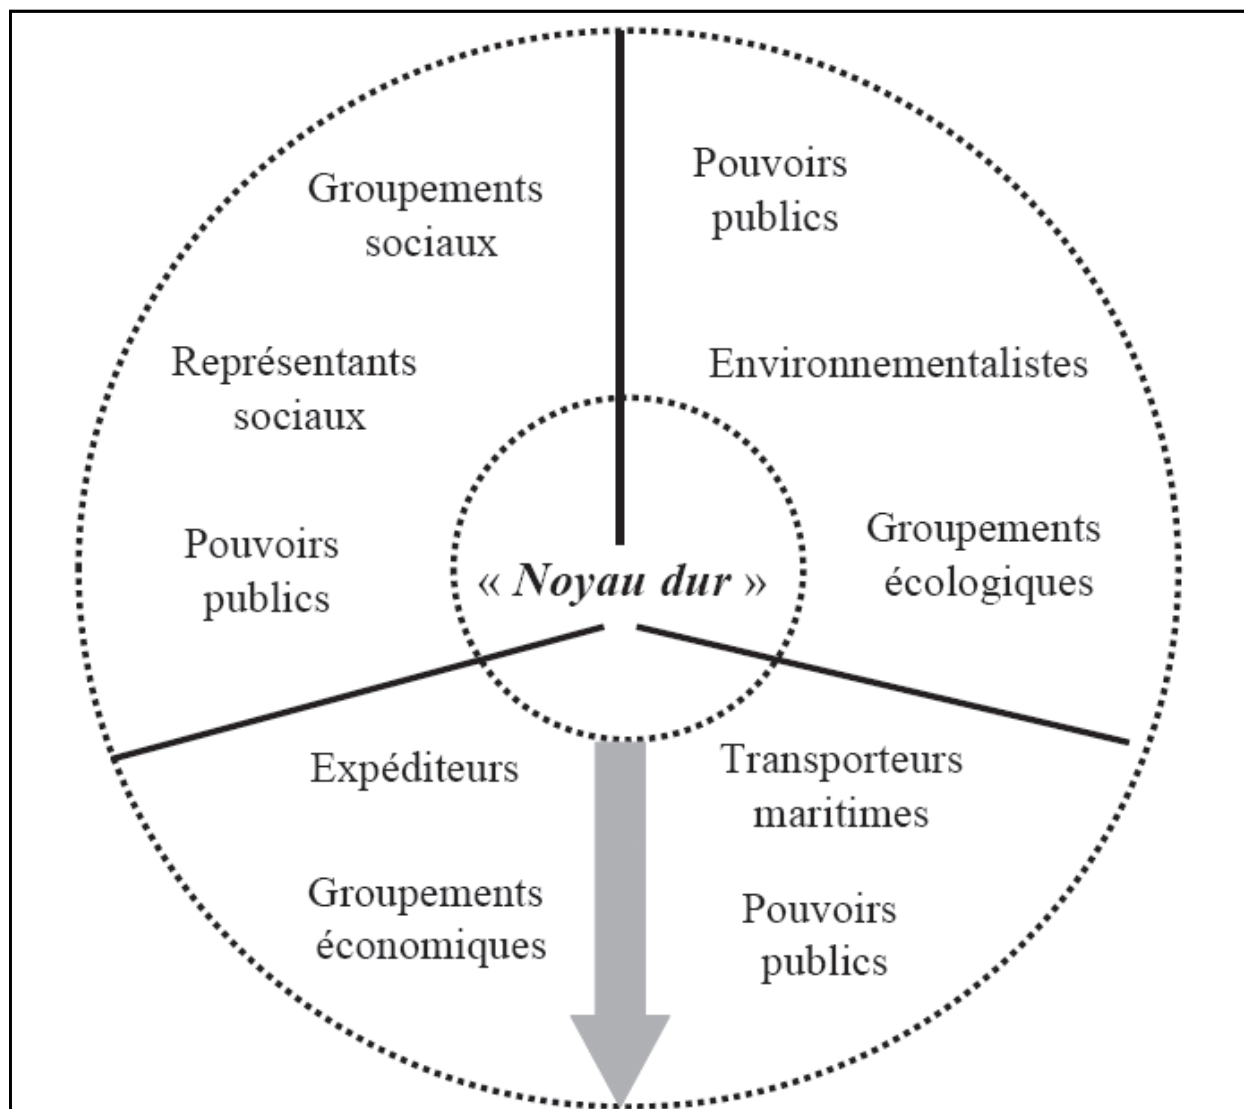 Groupements
sociaux
Pouvoirs
publics
Représentants
sociaux
Environnementalistes
Pouvoirs
publics
Groupements
écologiques
« Noyau dur »
Expéditeurs
Transporteurs
maritimes
Groupements
économiques
Pouvoirs
publics